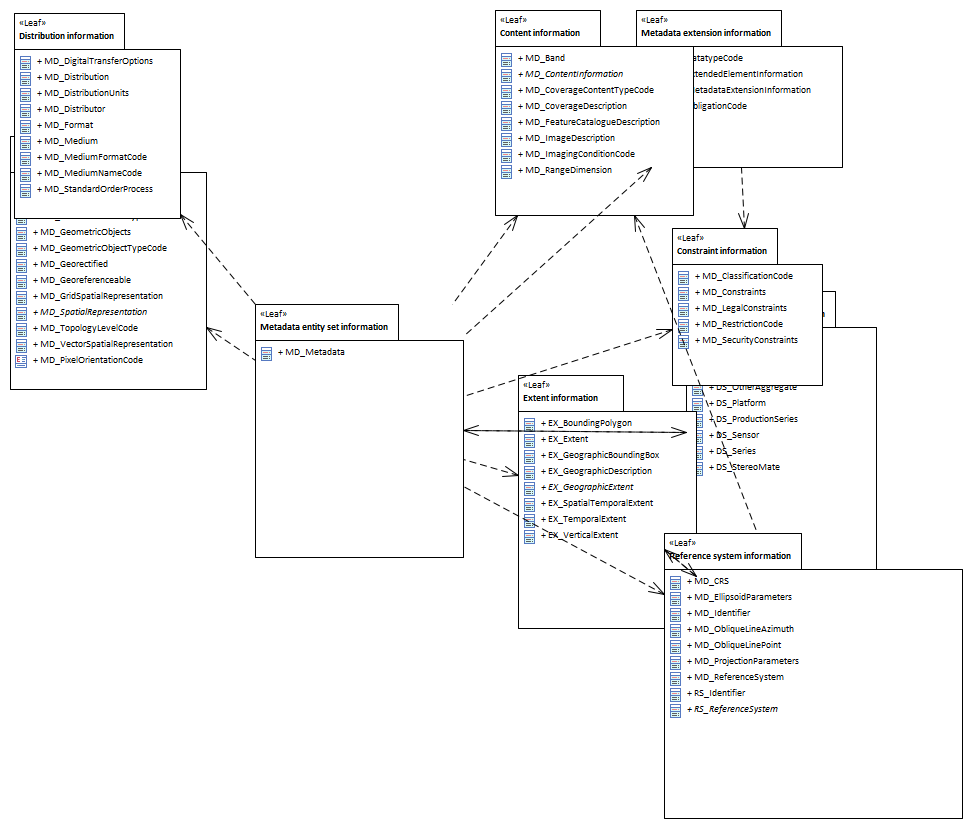 «Leaf»
Distribution information
+ MD_DigitalTransferOptions
+ MD_Distribution
+ MD_DistributionUnits
+ MD_Distributor
+ MD_Format
+ MD_Medium
+ MD_MediumFormatCode
+ MD_MediumNameCode
+ MD_StandardOrderProcess
+ MD_GeometricObjects
+ MD_GeometricObjectTypeCode
+ MD_Georectified
+ MD_Georeferenceable
+ MD_GridSpatialRepresentation
+ MD_SpatialRepresentation
+ MD_TopologyLevelCode
+ MD_VectorSpatialRepresentation
+ MD_PixelOrientationCode
«Leaf»
Metadata entity set information
+ MD_Metadata
«Leaf»
Content information
+ MD_Band
+ MD_ContentInformation
+ MD_CoverageContentTypeCode
+ MD_CoverageDescription
+ MD_FeatureCatalogueDescription
+ MD_ImageDescription
+ MD_ImagingConditionCode
+ MD_RangeDimension
«Leaf»
Metadata extension information
atatypeCode
xtendedElementInformation
etadataExtensionInformation
bligationCode
«Leaf»
Constraint information
+ MD_ClassificationCode
+ MD_Constraints
+ MD_LegalConstraints
+ MD_RestrictionCode
+ MD_SecurityConstraints
+ DS_OtherAggregate
+ DS_Platform
+ DS_ProductionSeries
+ DS_Sensor
+ DS_Series
+ DS_StereoMate
«Leaf»
Extent information
+ EX_BoundingPolygon
+ EX_Extent
+ EX_GeographicBoundingBox
+ EX_GeographicDescription
+ EX_GeographicExtent
+ EX_SpatialTemporalExtent
+ EX_TemporalExtent
+ EX_VerticalExtent
«Leaf»
Reference system information
+ MD_CRS
+ MD_EllipsoidParameters
+ MD_Identifier
+ MD_ObliqueLineAzimuth
+ MD_ObliqueLinePoint
+ MD_ProjectionParameters
+ MD_ReferenceSystem
+ RS_Identifier
+ RS_ReferenceSystem